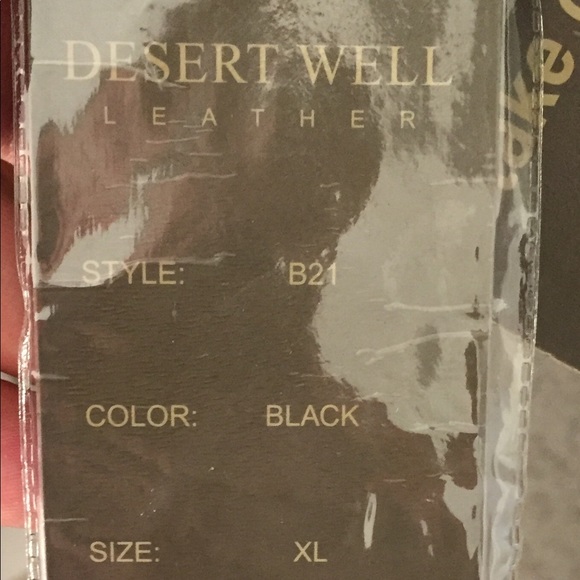 DESERT WELL
LEATHER
STYLE: B21
COLOR: BLACK
SIZE: XL